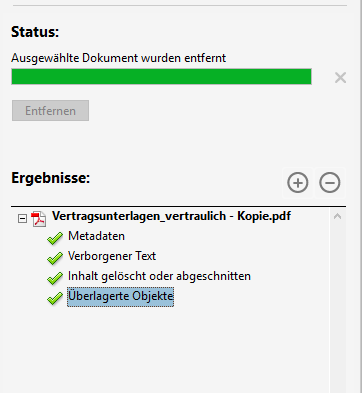 Status:
Ausgewählte Dokument wurden entfernt
Entfernen
Ergebnisse:
Vertragsunterlagen_vertraulich - Kopie.pdf
Metadaten
Verborgener Text
Inhalt gelöscht oder abgeschnitten
Überlagerte Objekte